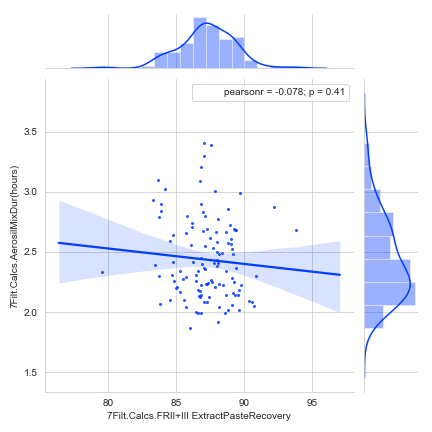 pearsonr = -0.078; p = 0.41
3.5
3.0
2.5
2.0
1.5
7Filt.Calcs.AerosilMixDur(hours)
80 85 90 95
7Filt.Calcs.FRII+III ExtractPasteRecovery